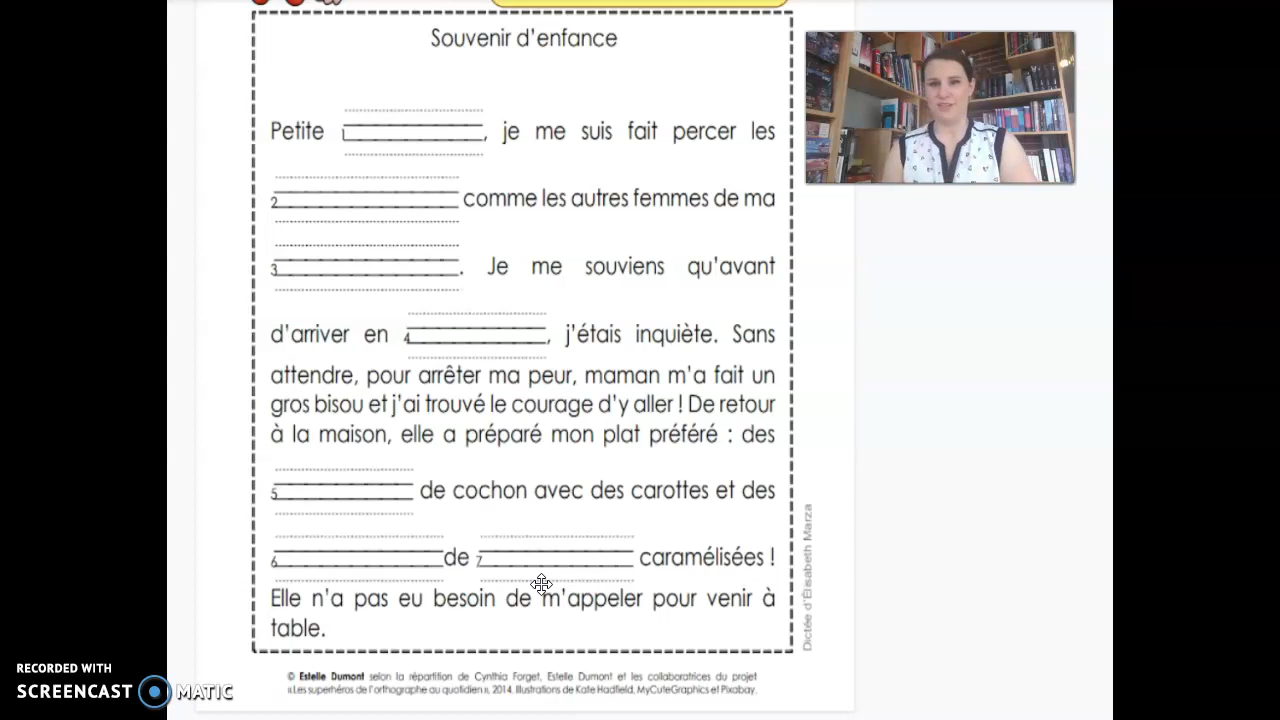 Souvenir d'enfance
Petite 1, je me suis fait percer les
2 comme les autres femmes de ma
3. Je me souviens qu'avant
d'arriver en 4, j'étais inquiète. Sans
attendre, pour arrêter ma peur, maman m'a fait un
gros bisou et j'ai trouvé le courage d'y aller ! De retour
à la maison, elle a préparé mon plat préféré : des
5 de cochon avec des carottes et des
6 de 7 caramélisées !
Elle n'a pas eu besoin de m'appeler pour venir à
table.
Dictée d'Élisabeth Marza
© Estelle Dumont selon la répartition de Cynthia Forget, Estelle Dumont et les collaboratrices du projet
«Les superhéros de l'orthographe au quotidien», 2014. Illustrations de Kate Hadfield, MyCuteGraphics et Pixabay.
RECORDED WITH
SCREENCAST MATIC